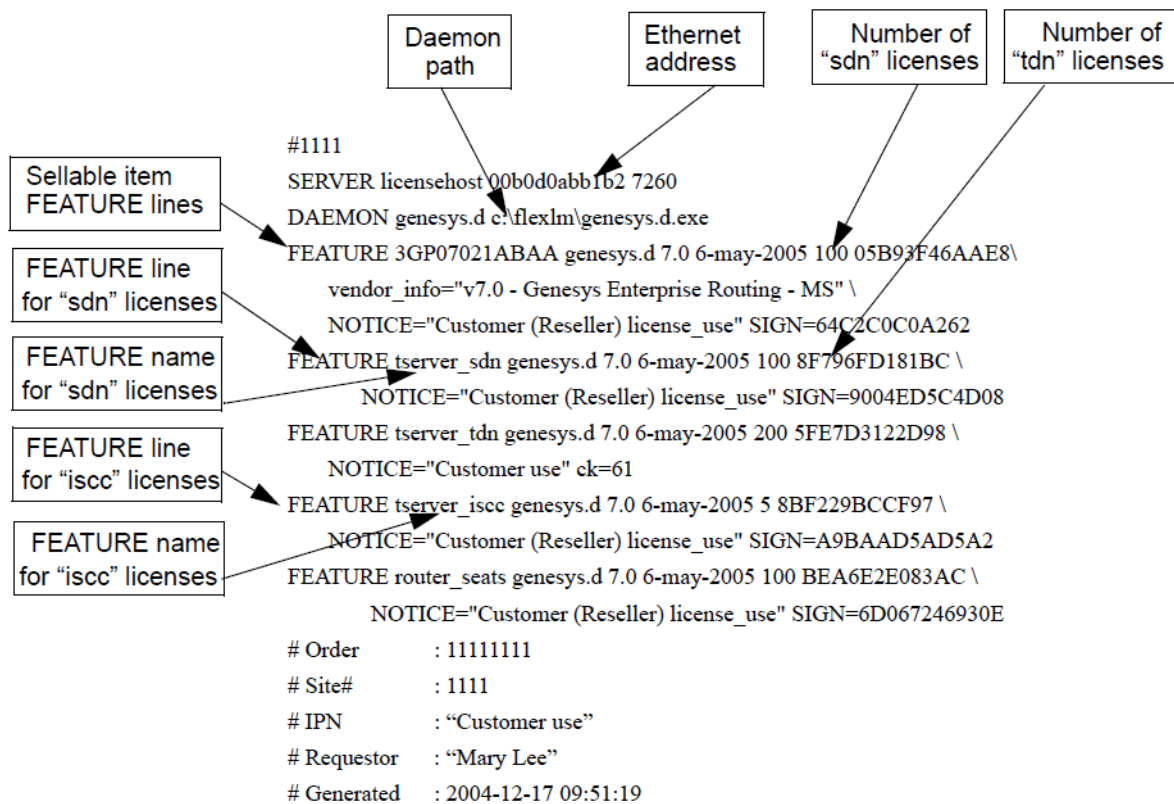 Daemon
path
Ethernet
address
Number of
“sdn” licenses
Number of
“tdn” licenses
Sellable item
FEATURE lines
FEATURE line
for “sdn” licenses
FEATURE name
for “sdn” licenses
FEATURE line
for “iscc” licenses
FEATURE name
for “iscc” licenses
#1111
SERVER licensehost 00b0d0abb1b2 7260
DAEMON genesys.d c:\flexlm\genesys.d.exe
FEATURE 3GP07021ABAA genesys.d 7.0 6-may-2005 100 05B93F46AAE8\
vendor_info="v7.0 - Genesys Enterprise Routing - MS" \
NOTICE="Customer (Reseller) license_use" SIGN=64C2C0C0A262
FEATURE tserver_sdn genesys.d 7.0 6-may-2005 100 8F796FD181BC \
NOTICE="Customer (Reseller) license_use" SIGN=9004ED5C4D08
FEATURE tserver_tdn genesys.d 7.0 6-may-2005 200 5FE7D3122D98 \
NOTICE="Customer use" ck=61
FEATURE tserver_iscc genesys.d 7.0 6-may-2005 5 8BF229BCCF97 \
NOTICE="Customer (Reseller) license_use" SIGN=A9BAAD5AD5A2
FEATURE router_seats genesys.d 7.0 6-may-2005 100 BEA6E2E083AC \
NOTICE="Customer (Reseller) license_use" SIGN=6D067246930E
# Order : 11111111
# Site# : 1111
# IPN : “Customer use”
# Requestor : “Mary Lee”
# Generated : 2004-12-17 09:51:19